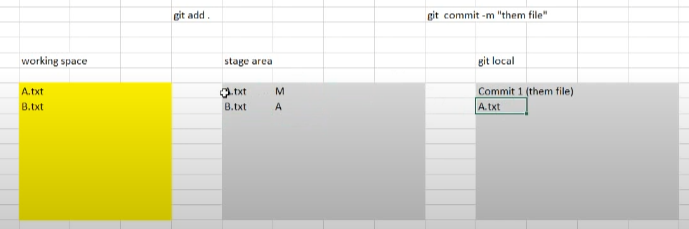 git add .
git commit -m "them file"
working space
stage area
git local
A.txt
B.txt
A.txt M
B.txt A
Commit 1 (them file)
A.txt